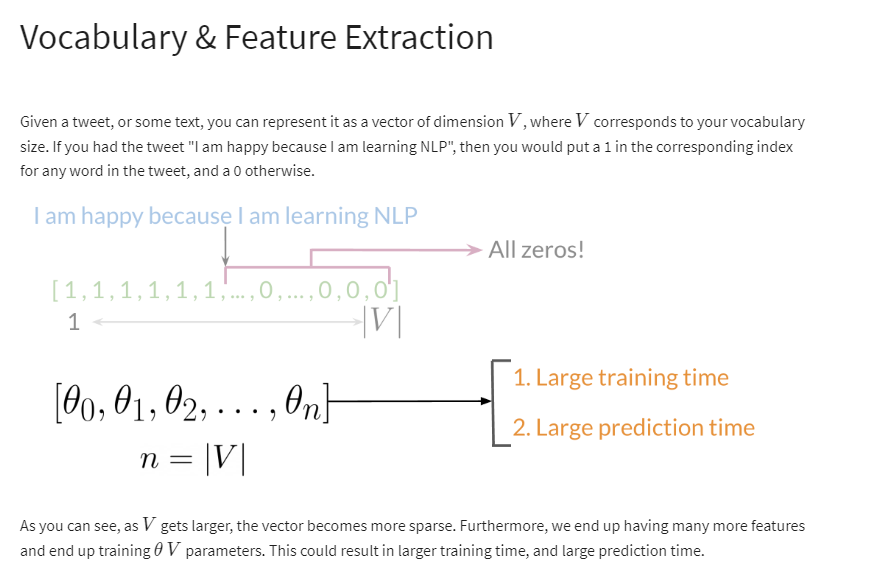 Vocabulary & Feature Extraction
Given a tweet, or some text, you can represent it as a vector of dimension V, where V corresponds to your vocabulary
size. If you had the tweet "I am happy because I am learning NLP", then you would put a 1 in the corresponding index
for any word in the tweet, and a 0 otherwise.
I am happy because I am learning NLP
All zeros!
[1,1,1,1,1,1,...,0,...,0,0,0]
1 |V|
[θ0, θ1, θ2, . . . , θn]
1. Large training time
2. Large prediction time
n = |V|
As you can see, as V gets larger, the vector becomes more sparse. Furthermore, we end up having many more features
and end up training θ V parameters. This could result in larger training time, and large prediction time.